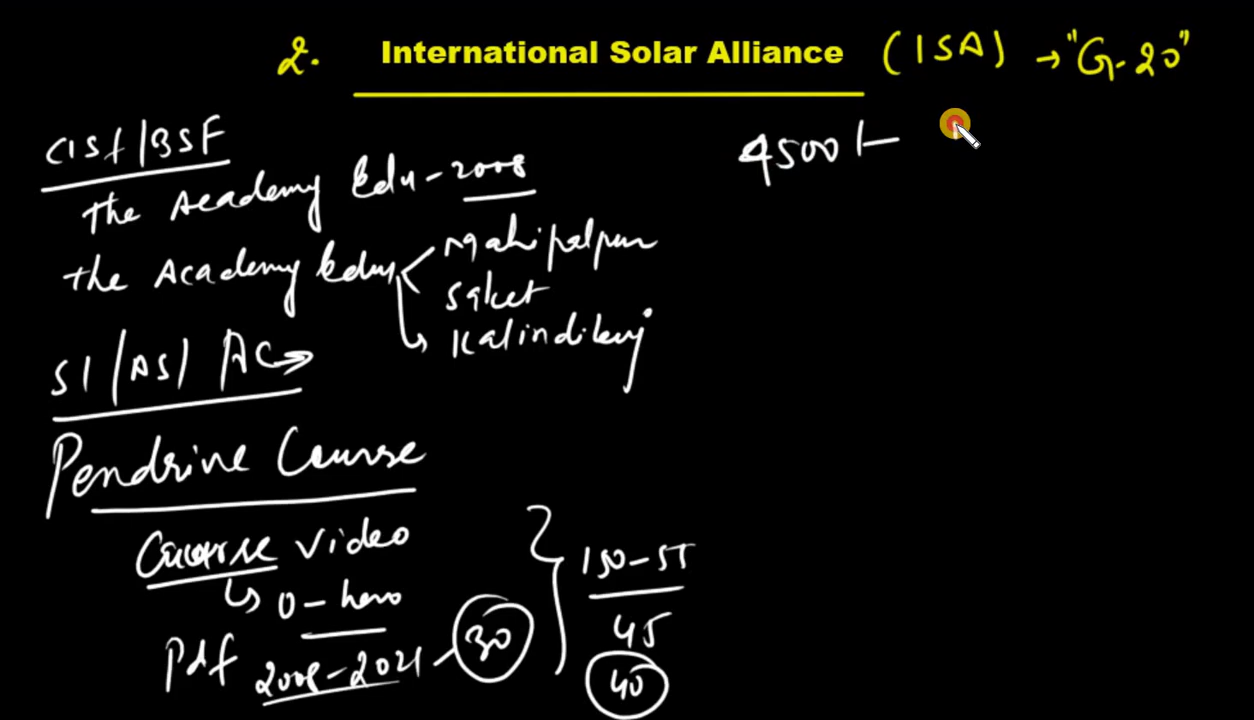 2. International Solar Alliance (ISA) → "G-20"
CISF/BSF
4500/-
The Academy Edu - 2008
the Academy Edu
Mahipalpur
Saket
Kalindikunj
SI/ASI AC →
Pendrive Course
Course Video
0 - hero
Pdf 2008-2021 - 30
150 - ST
45
40